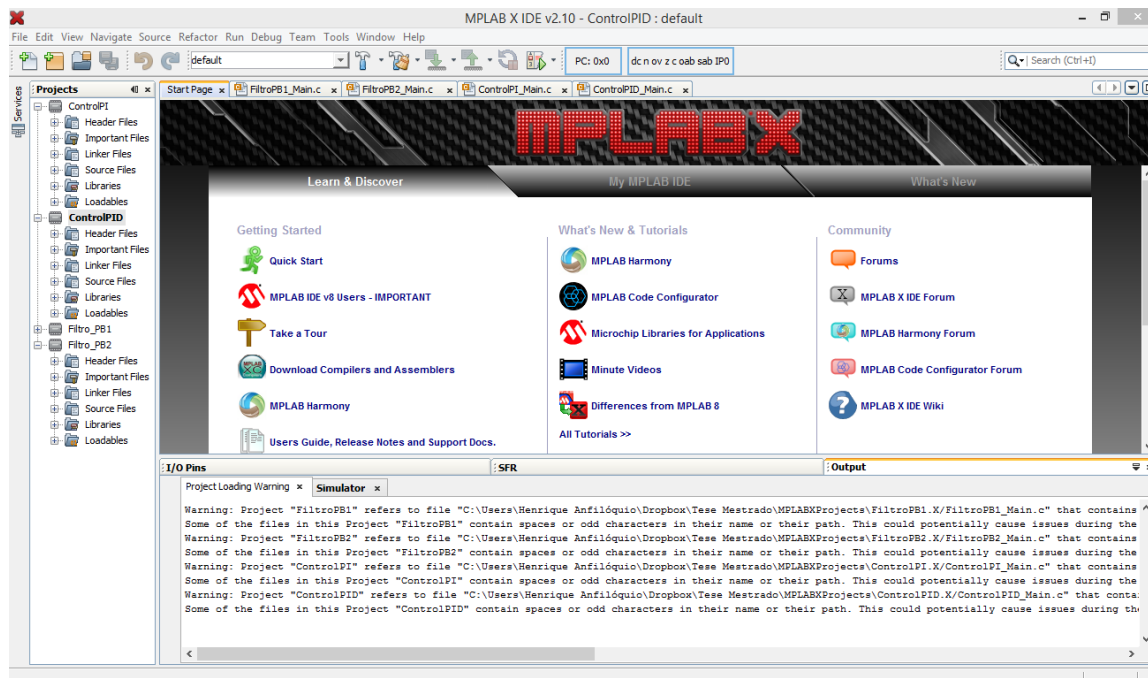 MPLAB X IDE v2.10 - ControlPID : default
File Edit View Navigate Source Refactor Run Debug Team Tools Window Help
default
PC: 0x0
dc n ov z c oab sab IP0
Search (Ctrl+I)
Services
Projects
ControlPI
Header Files
Important Files
Linker Files
Source Files
Libraries
Loadables
ControlPID
Header Files
Important Files
Linker Files
Source Files
Libraries
Loadables
Filtro_PB1
Filtro_PB2
Header Files
Important Files
Linker Files
Source Files
Libraries
Loadables
Start Page FiltroPB1_Main.c FiltroPB2_Main.c ControlPI_Main.c ControlPID_Main.c
MPLAB X
Learn & Discover My MPLAB IDE What's New
Getting Started
Quick Start
MPLAB IDE v8 Users - IMPORTANT
Take a Tour
Download Compilers and Assemblers
MPLAB Harmony
Users Guide, Release Notes and Support Docs.
What's New & Tutorials
MPLAB Harmony
MPLAB Code Configurator
Microchip Libraries for Applications
Minute Videos
Differences from MPLAB 8
All Tutorials >>
Community
Forums
MPLAB X IDE Forum
MPLAB Harmony Forum
MPLAB Code Configurator Forum
MPLAB X IDE Wiki
I/O Pins SFR Output
Project Loading Warning Simulator
Warning: Project "FiltroPB1" refers to file "C:\Users\Henrique Anfilóquio\Dropbox\Tese Mestrado\MPLABXProjects\FiltroPB1.X/FiltroPB1_Main.c" that contains
Some of the files in this Project "FiltroPB1" contain spaces or odd characters in their name or their path. This could potentially cause issues during the
Warning: Project "FiltroPB2" refers to file "C:\Users\Henrique Anfilóquio\Dropbox\Tese Mestrado\MPLABXProjects\FiltroPB2.X/FiltroPB2_Main.c" that contains
Some of the files in this Project "FiltroPB2" contain spaces or odd characters in their name or their path. This could potentially cause issues during the
Warning: Project "ControlPI" refers to file "C:\Users\Henrique Anfilóquio\Dropbox\Tese Mestrado\MPLABXProjects\ControlPI.X/ControlPI_Main.c" that contains
Some of the files in this Project "ControlPI" contain spaces or odd characters in their name or their path. This could potentially cause issues during the
Warning: Project "ControlPID" refers to file "C:\Users\Henrique Anfilóquio\Dropbox\Tese Mestrado\MPLABXProjects\ControlPID.X/ControlPID_Main.c" that
Some of the files in this Project "ControlPID" contain spaces or odd characters in their name or their path. This could potentially cause issues during